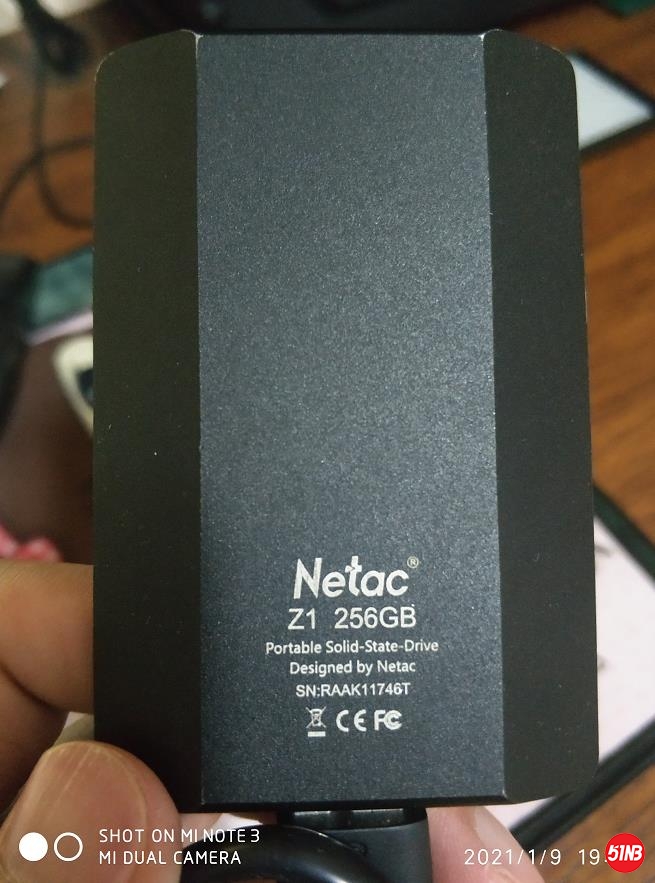 Netac®
Z1 256GB
Portable Solid-State-Drive
Designed by Netac
SN:RAAK11746T
CE FC
SHOT ON MI NOTE 3
MI DUAL CAMERA
2021/1/9 19:
51NB